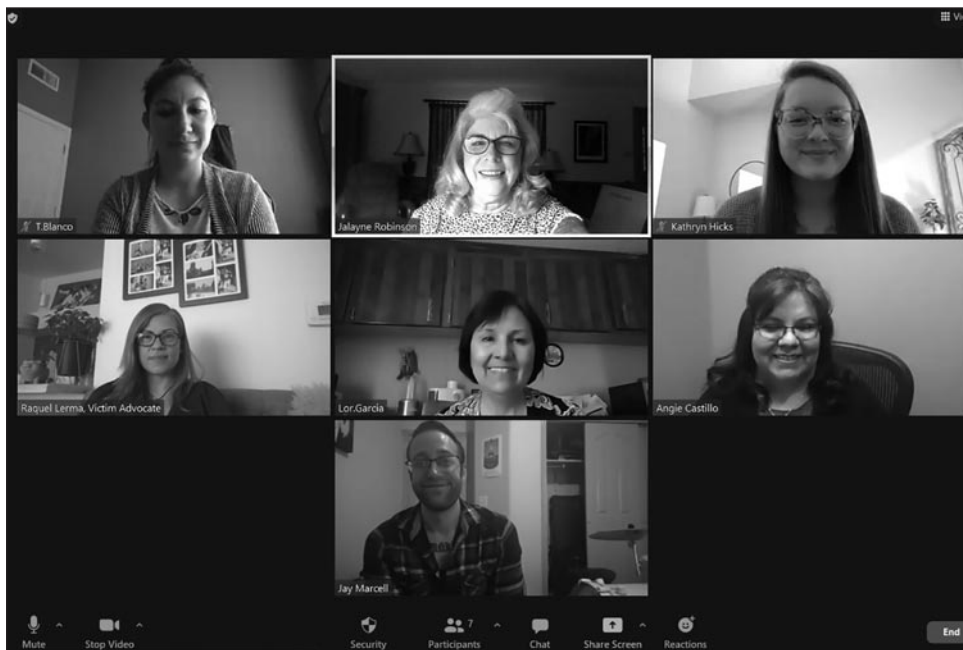 Vi
T.Blanco
Jalayne Robinson
Kathryn Hicks
Raquel Lerma, Victim Advocate
Lor.Garcia
Angie Castillo
Jay Marcell
Mute
Stop Video
Security
7
Participants
Chat
Share Screen
Reactions
End